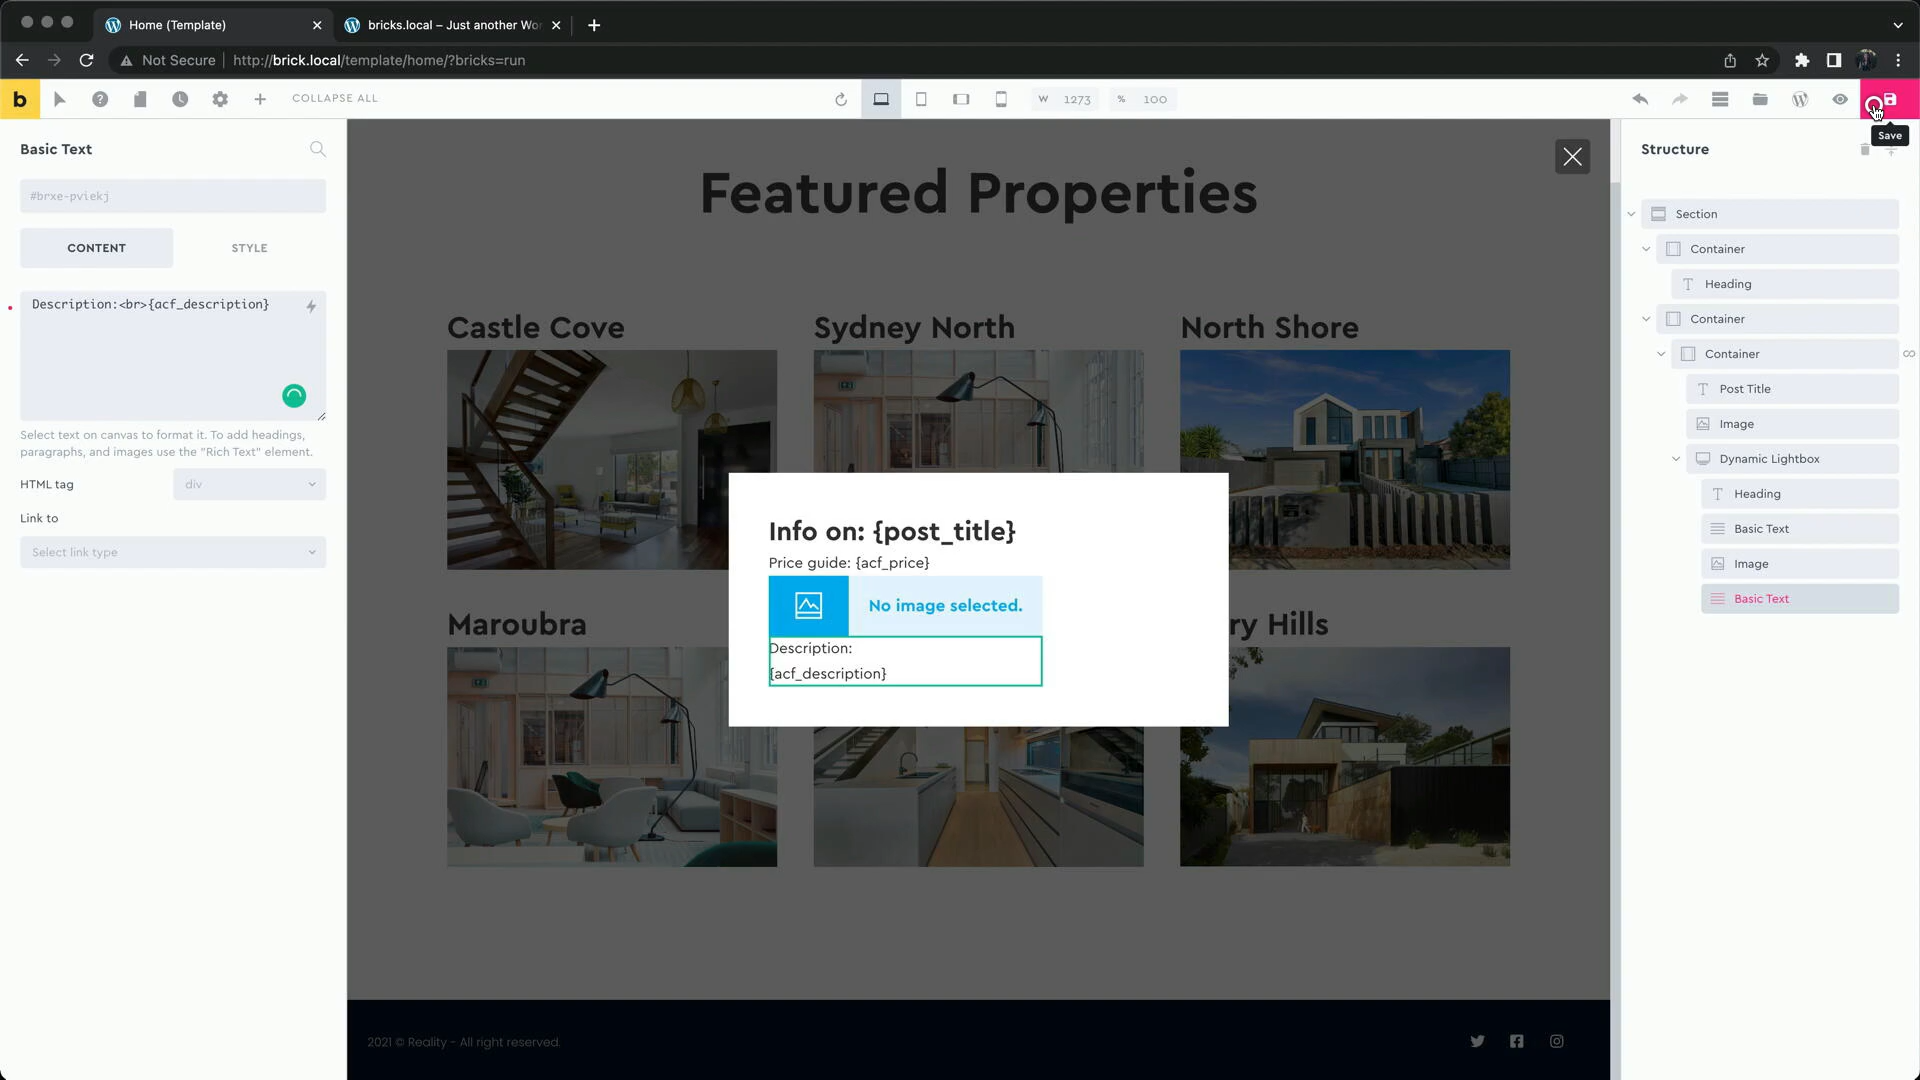 Home (Template)
bricks.local – Just another Wo
Not Secure
http://brick.local/template/home/?bricks=run
b
COLLAPSE ALL
W 1273
% 100
Save
Basic Text
#brxe-pviekj
CONTENT
STYLE
Description:<br>{acf_description}
Select text on canvas to format it. To add headings,
paragraphs, and images use the "Rich Text" element.
HTML tag
div
Link to
Select link type
Featured Properties
Castle Cove
Sydney North
North Shore
Maroubra
ry Hills
Info on: {post_title}
Price guide: {acf_price}
No image selected.
Description:
{acf_description}
2021 © Reality - All right reserved.
Structure
Section
Container
Heading
Container
Container
Post Title
Image
Dynamic Lightbox
Heading
Basic Text
Image
Basic Text